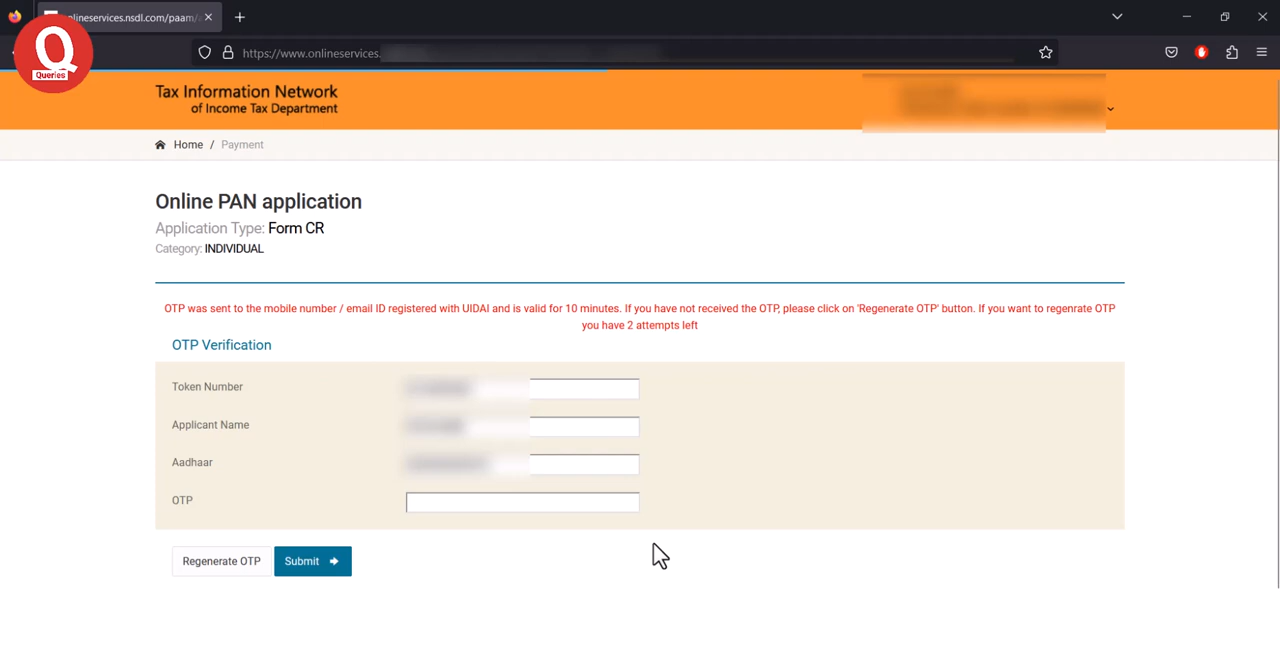 nlineservices.nsdl.com/paam/
Q
Queries
https://www.onlineservices.
Tax Information Network
of Income Tax Department
Home / Payment
Online PAN application
Application Type: Form CR
Category: INDIVIDUAL
OTP was sent to the mobile number / email ID registered with UIDAI and is valid for 10 minutes. If you have not received the OTP, please click on 'Regenerate OTP' button. If you want to regenrate OTP
you have 2 attempts left
OTP Verification
Token Number
Applicant Name
Aadhaar
OTP
Regenerate OTP Submit